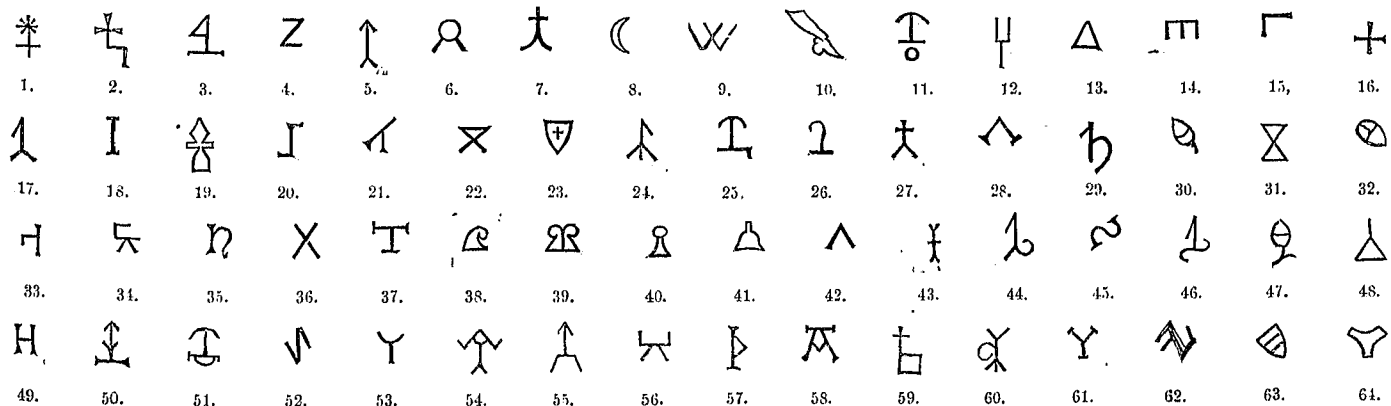 1. 2. 3. 4. 5. 6. 7. 8. 9. 10. 11. 12. 13. 14. 15, 16.
17. 18. 19. 20. 21. 22. 23. 24. 25. 26. 27. 28. 29. 30. 31. 32.
33. 34. 35. 36. 37. 38. 39. 40. 41. 42. 43. 44. 45. 46. 47. 48.
49. 50. 51. 52. 53. 54. 55. 56. 57. 58. 59. 60. 61. 62. 63. 64.